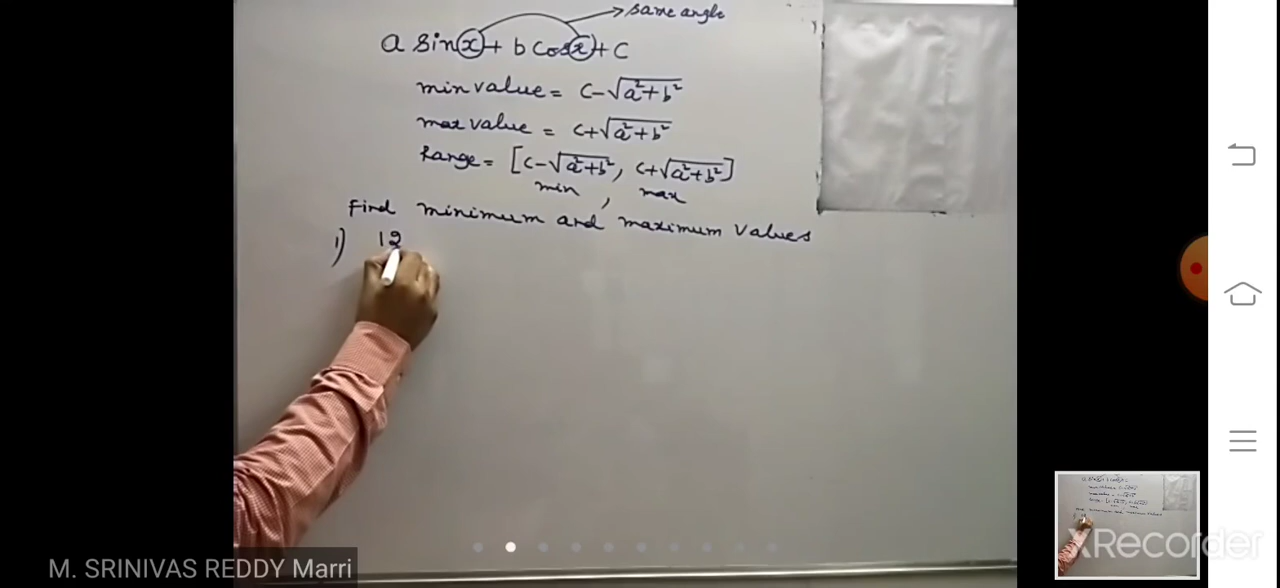 same angle
a sin x + b cos x + c
min value = c - √a² + b²
max value = c + √a² + b²
Range = [c - √a² + b², c + √a² + b²]
min , max
Find minimum and maximum values
1) 12
M. SRINIVAS REDDY Marri
XRecorder